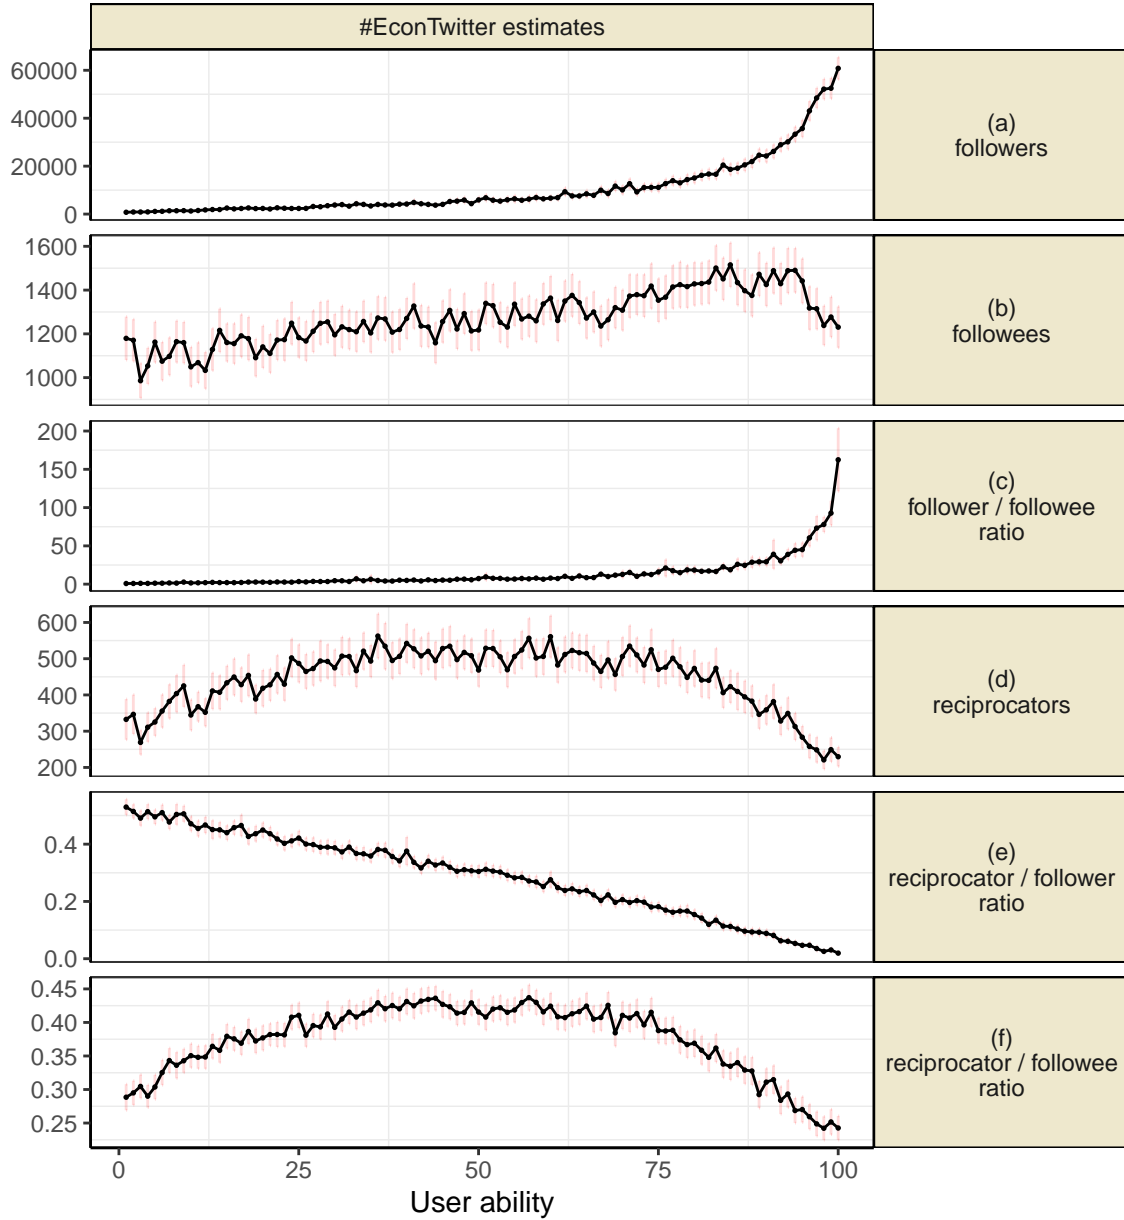 #EconTwitter estimates
60000
40000
20000
0
(a)
followers
1600
1400
1200
1000
(b)
followees
200
150
100
50
0
(c)
follower / followee
ratio
600
500
400
300
200
(d)
reciprocators
0.4
0.2
0.0
(e)
reciprocator / follower
ratio
0.45
0.40
0.35
0.30
0.25
(f)
reciprocator / followee
ratio
0 25 50 75 100
User ability